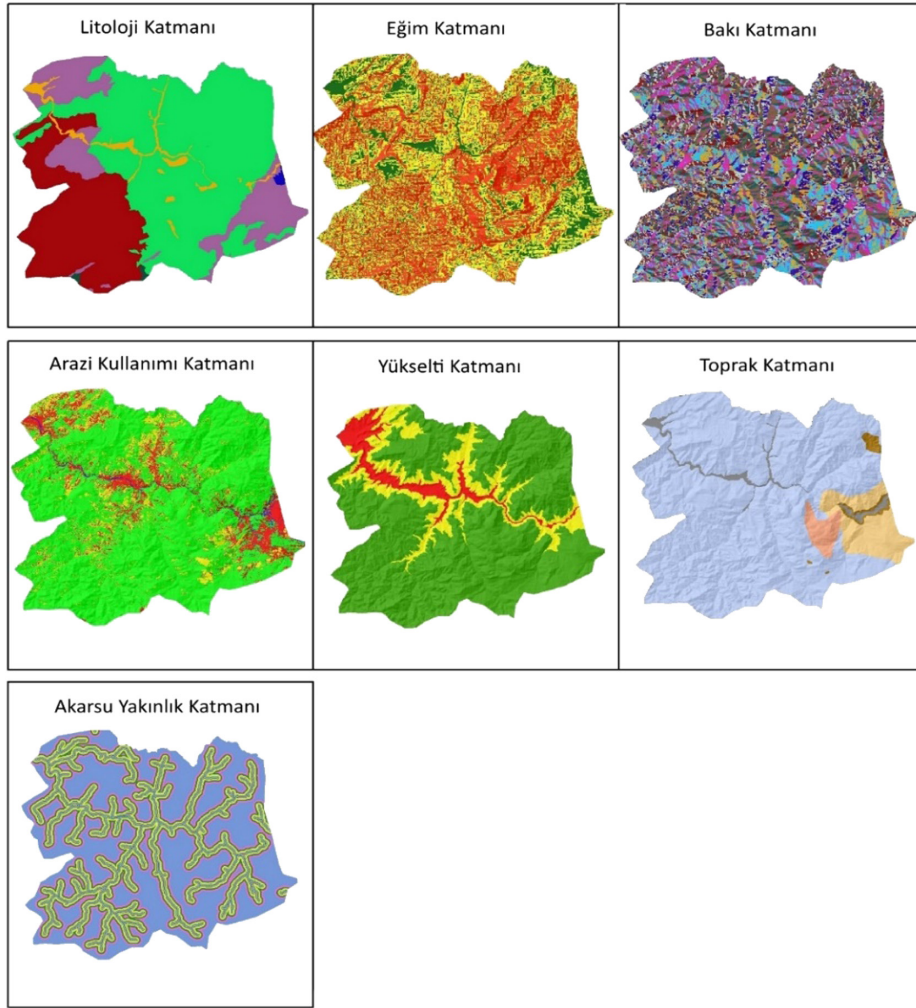 Litoloji Katmanı
Eğim Katmanı
Bakı Katmanı
Arazi Kullanımı Katmanı
Yükselti Katmanı
Toprak Katmanı
Akarsu Yakınlık Katmanı